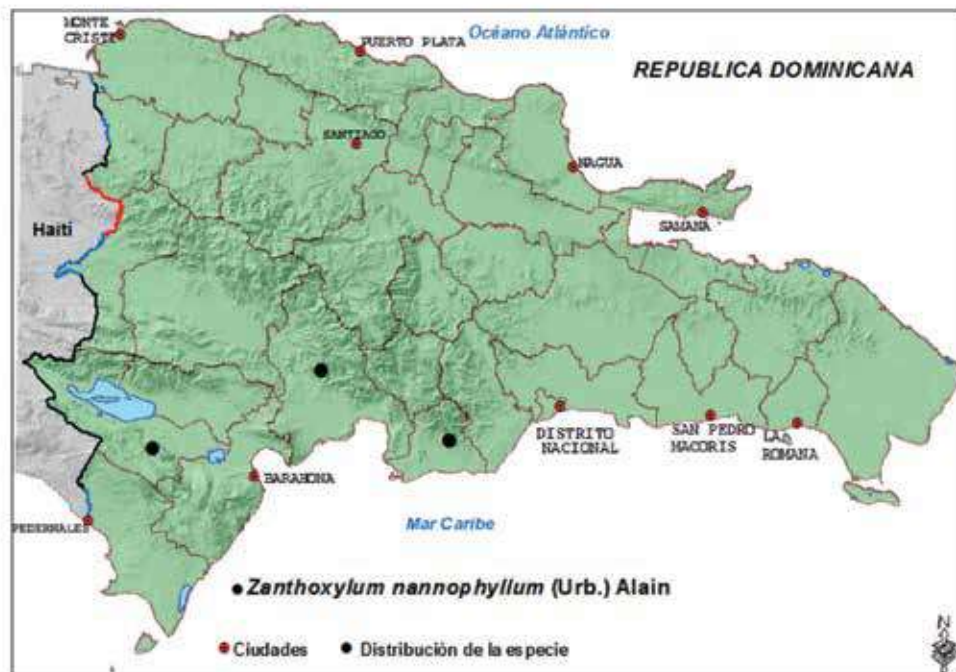 MONTE
CRISTI
PUERTO PLATA
Océano Atlántico
REPUBLICA DOMINICANA
SANTIAGO
NAGUA
SAMANA
Haití
DISTRITO
NACIONAL
SAN PEDRO
MACORIS
LA
ROMANA
BARAHONA
PEDERNALES
Mar Caribe
Zanthoxylum nannophyllum (Urb.) Alain
Ciudades
Distribución de la especie
N